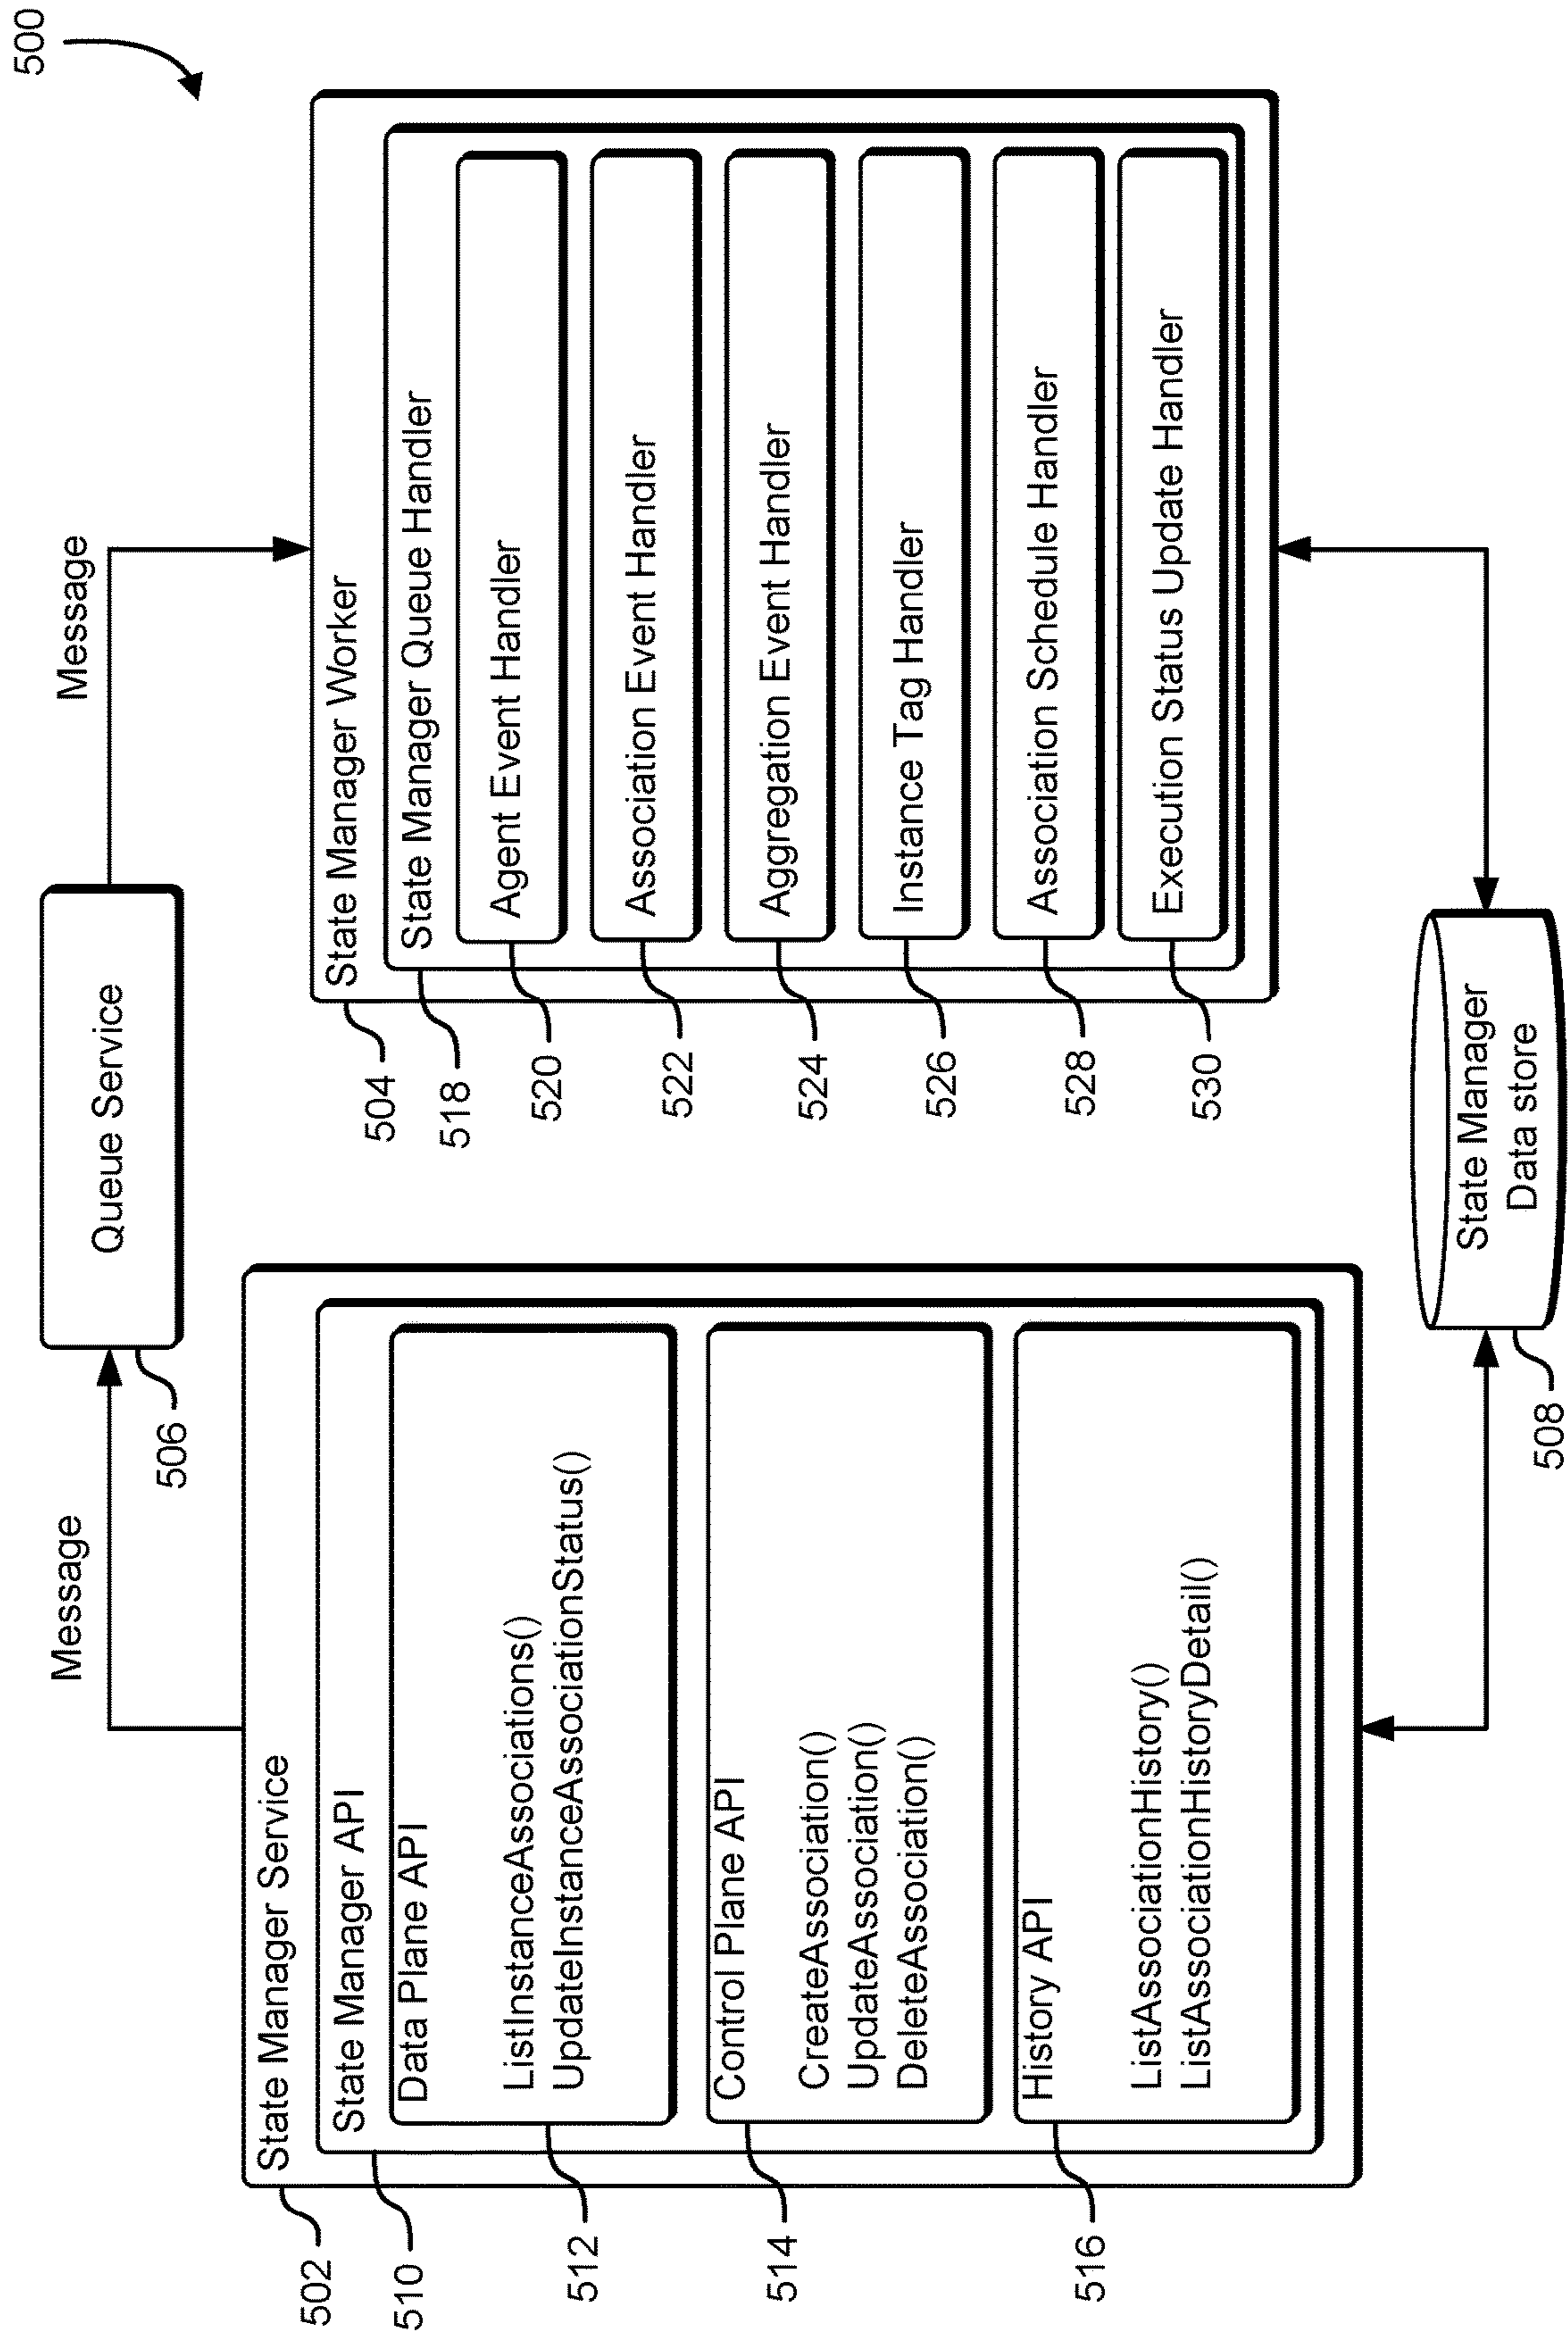 500
Message
Queue Service
Message
506
State Manager Service
502
State Manager API
510
Data Plane API
ListInstanceAssociations()
UpdateInstanceAssociationStatus()
512
Control Plane API
CreateAssociation()
UpdateAssociation()
DeleteAssociation()
514
History API
ListAssociationHistory()
ListAssociationHistoryDetail()
516
State Manager Worker
504
State Manager Queue Handler
518
Agent Event Handler
520
Association Event Handler
522
Aggregation Event Handler
524
Instance Tag Handler
526
Association Schedule Handler
528
Execution Status Update Handler
530
State Manager
Data store
508